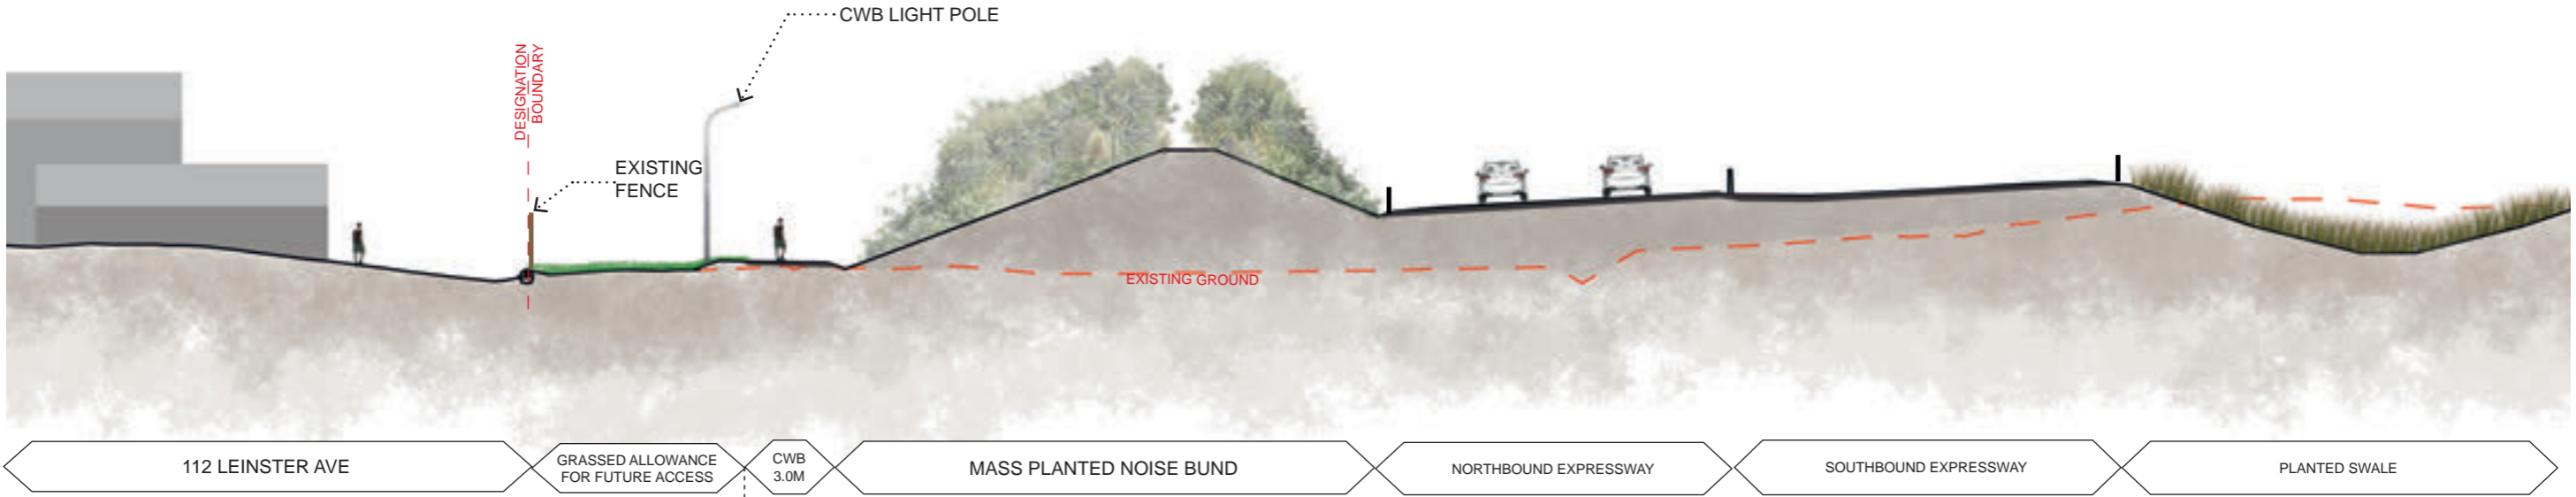 CWB LIGHT POLE
DESIGNATION
BOUNDARY
EXISTING
FENCE
EXISTING GROUND
112 LEINSTER AVE
GRASSED ALLOWANCE
FOR FUTURE ACCESS
CWB
3.0M
MASS PLANTED NOISE BUND
NORTHBOUND EXPRESSWAY
SOUTHBOUND EXPRESSWAY
PLANTED SWALE